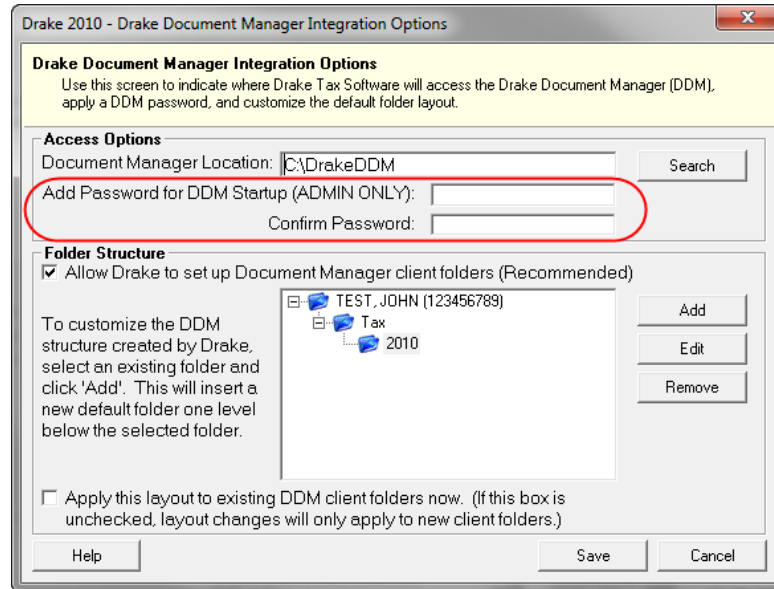 Drake 2010 - Drake Document Manager Integration Options
Drake Document Manager Integration Options
Use this screen to indicate where Drake Tax Software will access the Drake Document Manager (DDM),
apply a DDM password, and customize the default folder layout.
Access Options
Document Manager Location: C:\DrakeDDM Search
Add Password for DDM Startup (ADMIN ONLY):
Confirm Password:
Folder Structure
Allow Drake to set up Document Manager client folders (Recommended)
TEST, JOHN (123456789)
Tax
2010
To customize the DDM
structure created by Drake,
select an existing folder and
click 'Add'. This will insert a
new default folder one level
below the selected folder.
Add
Edit
Remove
Apply this layout to existing DDM client folders now. (If this box is
unchecked, layout changes will only apply to new client folders.)
Help Save Cancel